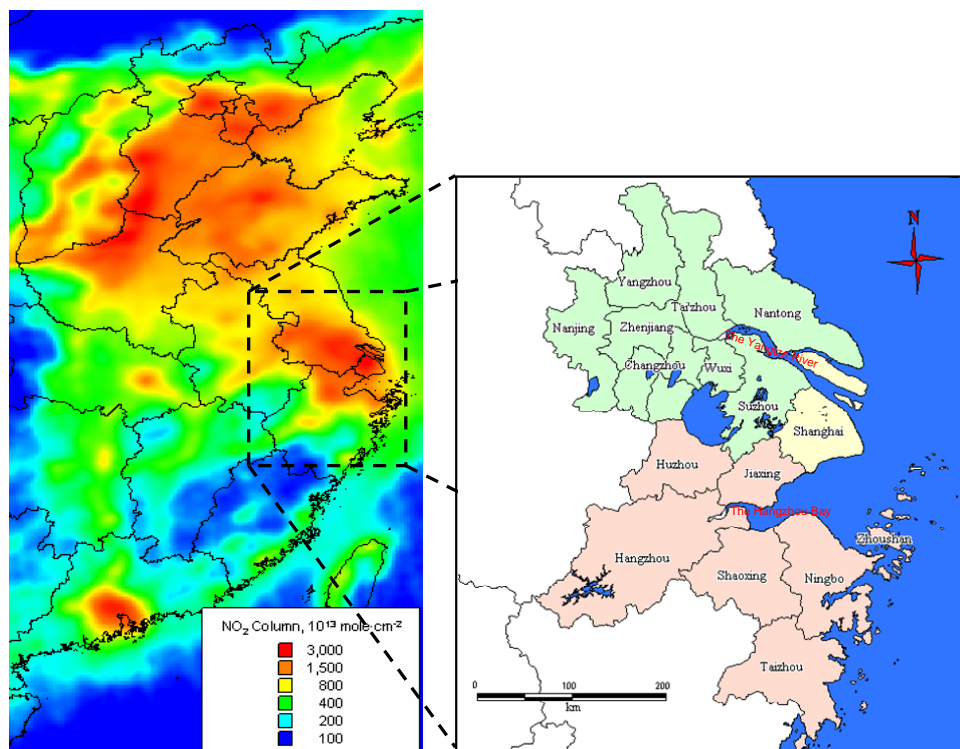 NO₂ Column, 10¹³ mole·cm⁻²
3,000
1,500
800
400
200
100
N
Yangzhou
Taizhou
Nantong
Nanjing
Zhenjiang
The Yangtze River
Changzhou
Wuxi
Suzhou
Shanghai
Huzhou
Jiaxing
The Hangzhou Bay
Zhoushan
Hangzhou
Shaoxing
Ningbo
Taizhou
0 100 200
km